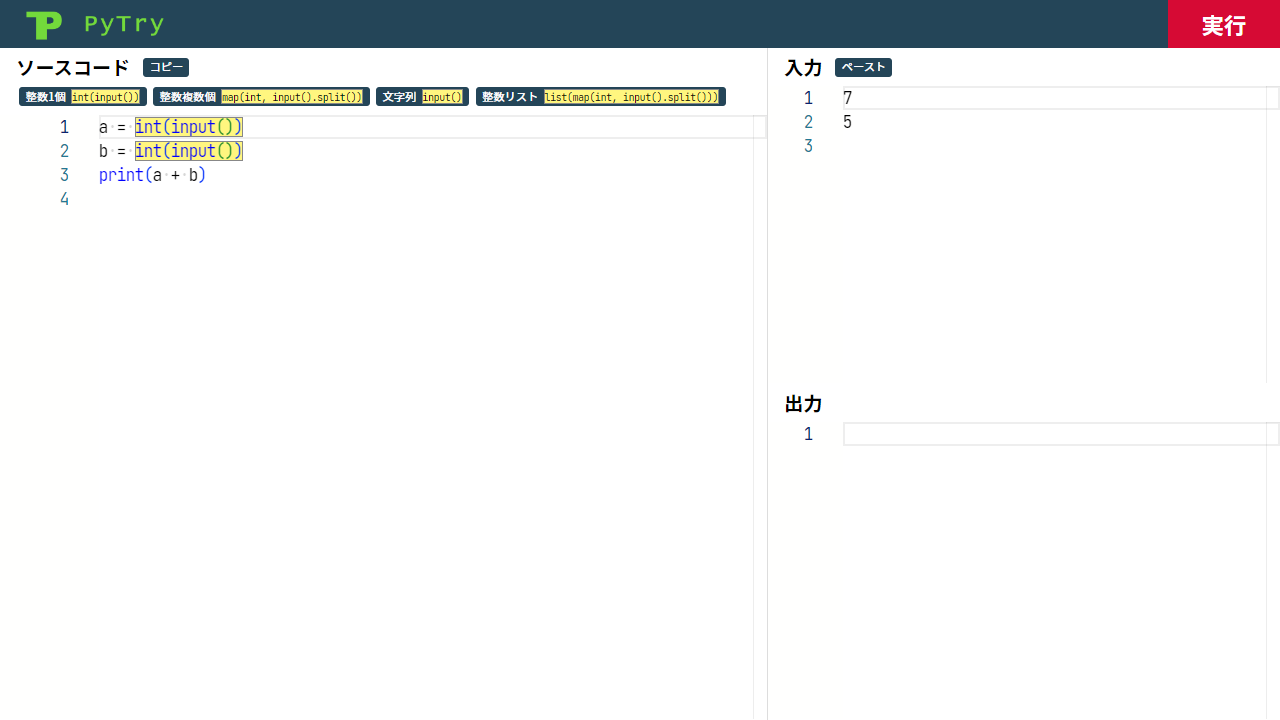 PyTry
実行
ソースコード コピー
整数1個 int(input()) 整数複数個 map(int, input().split()) 文字列 input() 整数リスト list(map(int, input().split()))
1 a = int(input())
2 b = int(input())
3 print(a + b)
4
入力 ペースト
1 7
2 5
3
出力
1